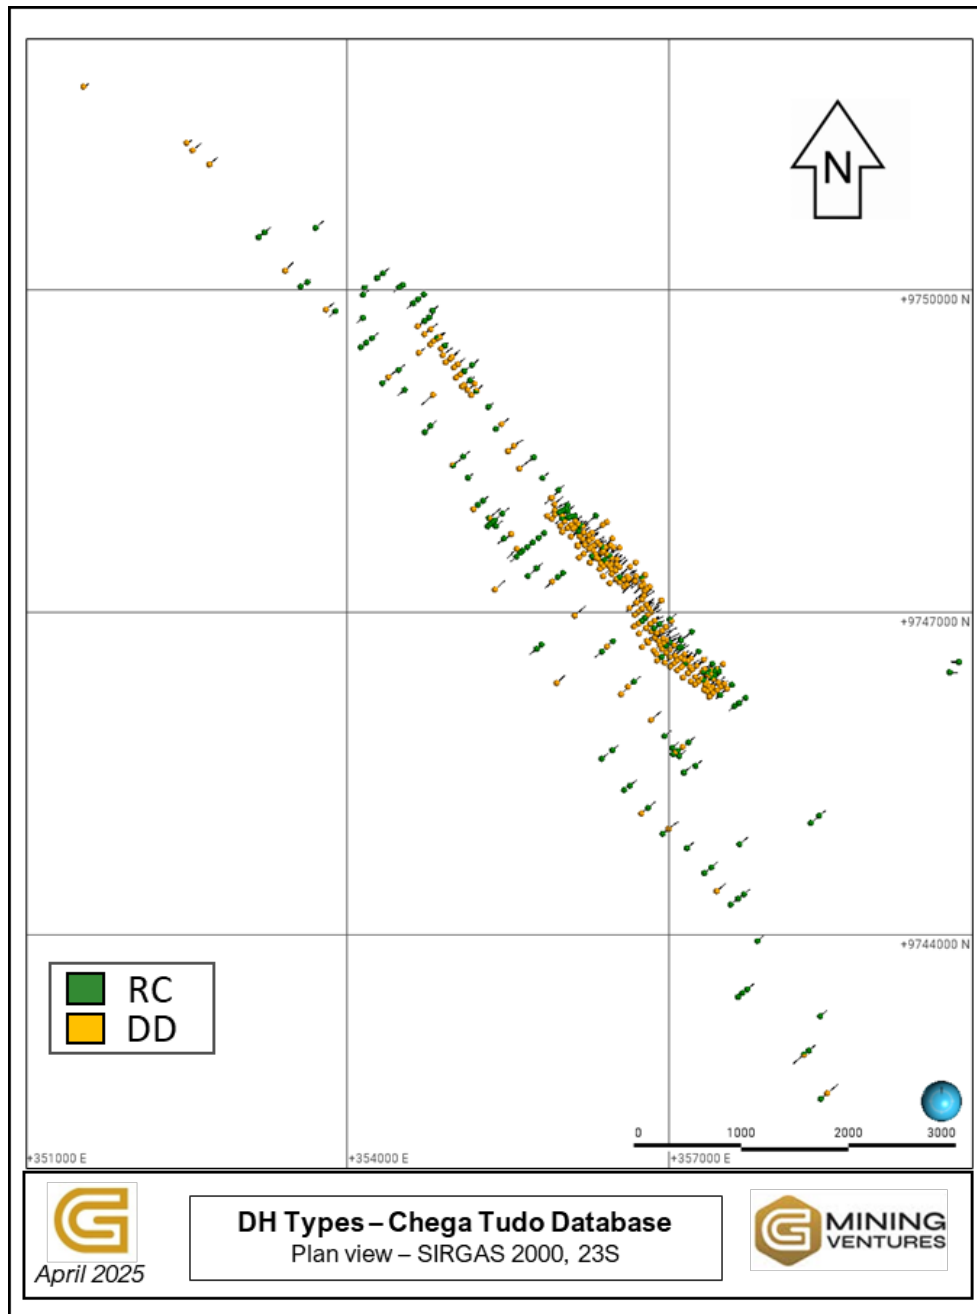 N
+9750000 N
+9747000 N
+9744000 N
RC
DD
0 1000 2000 3000
+351000 E +354000 E +357000 E
DH Types – Chega Tudo Database
Plan view – SIRGAS 2000, 23S
April 2025
G MINING
VENTURES